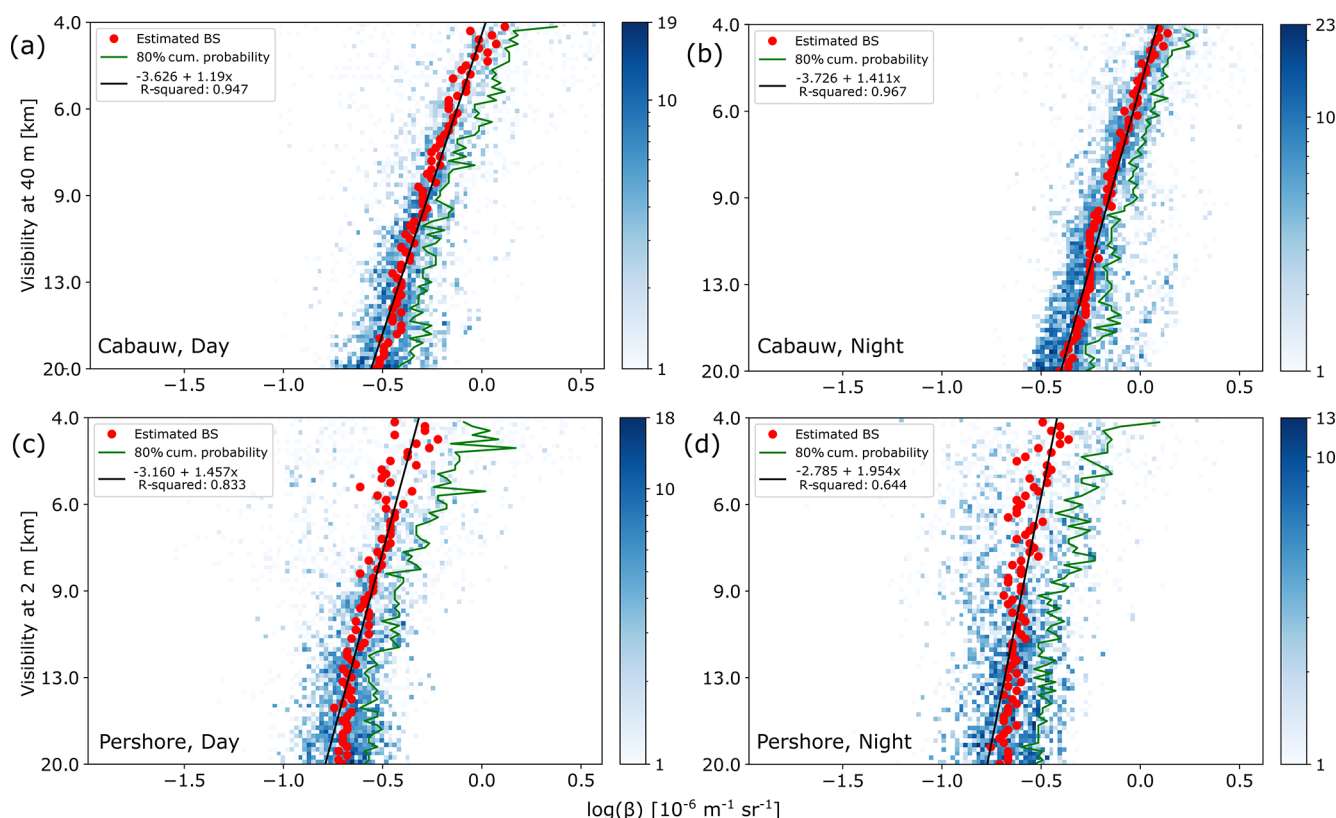 (a)
Estimated BS
80% cum. probability
-3.626 + 1.19x
R-squared: 0.947
Cabauw, Day
Visibility at 40 m [km]
4.0
6.0
9.0
13.0
20.0
−1.5
−1.0
−0.5
0.0
0.5
19
10
1
(b)
Estimated BS
80% cum. probability
-3.726 + 1.411x
R-squared: 0.967
Cabauw, Night
4.0
6.0
9.0
13.0
20.0
−1.5
−1.0
−0.5
0.0
0.5
23
10
1
(c)
Estimated BS
80% cum. probability
-3.160 + 1.457x
R-squared: 0.833
Pershore, Day
Visibility at 2 m [km]
4.0
6.0
9.0
13.0
20.0
−1.5
−1.0
−0.5
0.0
0.5
18
10
1
(d)
Estimated BS
80% cum. probability
-2.785 + 1.954x
R-squared: 0.644
Pershore, Night
4.0
6.0
9.0
13.0
20.0
−1.5
−1.0
−0.5
0.0
0.5
13
10
1
log(β) [10⁻⁶ m⁻¹ sr⁻¹]